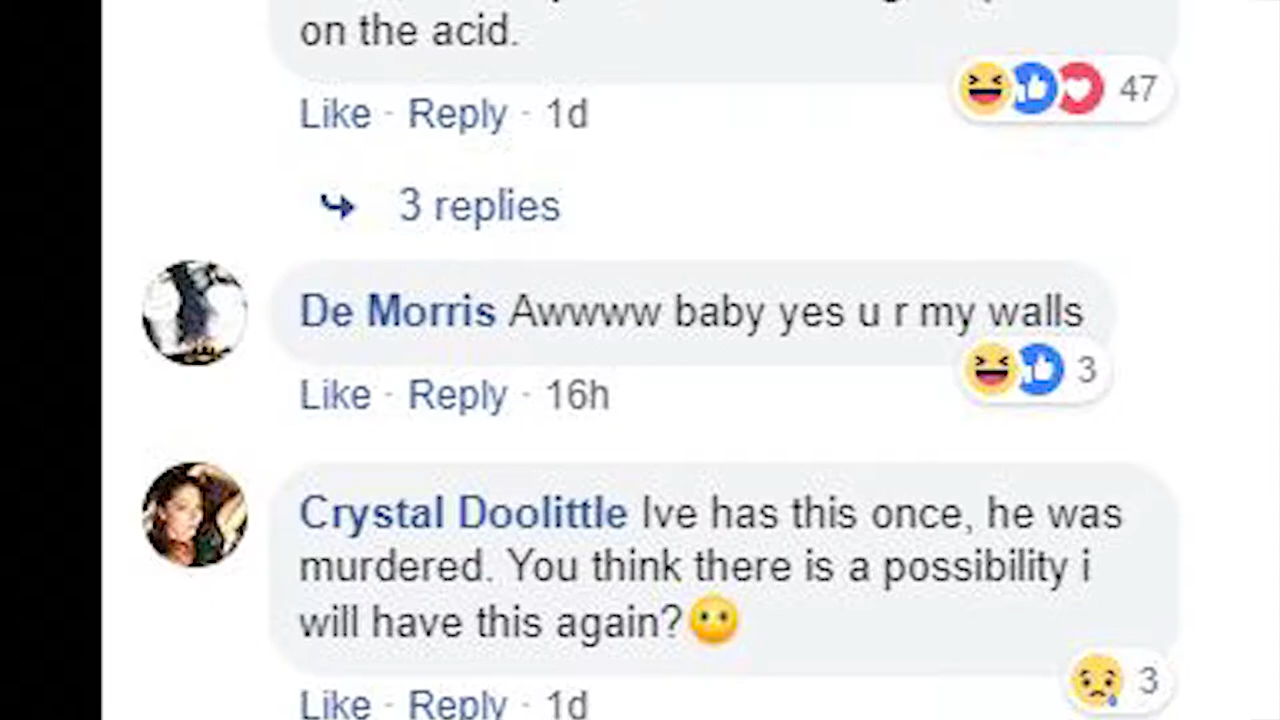 on the acid.
47
Like · Reply · 1d
3 replies
De Morris Awwww baby yes u r my walls
3
Like · Reply · 16h
Crystal Doolittle Ive has this once, he was
murdered. You think there is a possibility i
will have this again?😶
3
Like · Reply · 1d